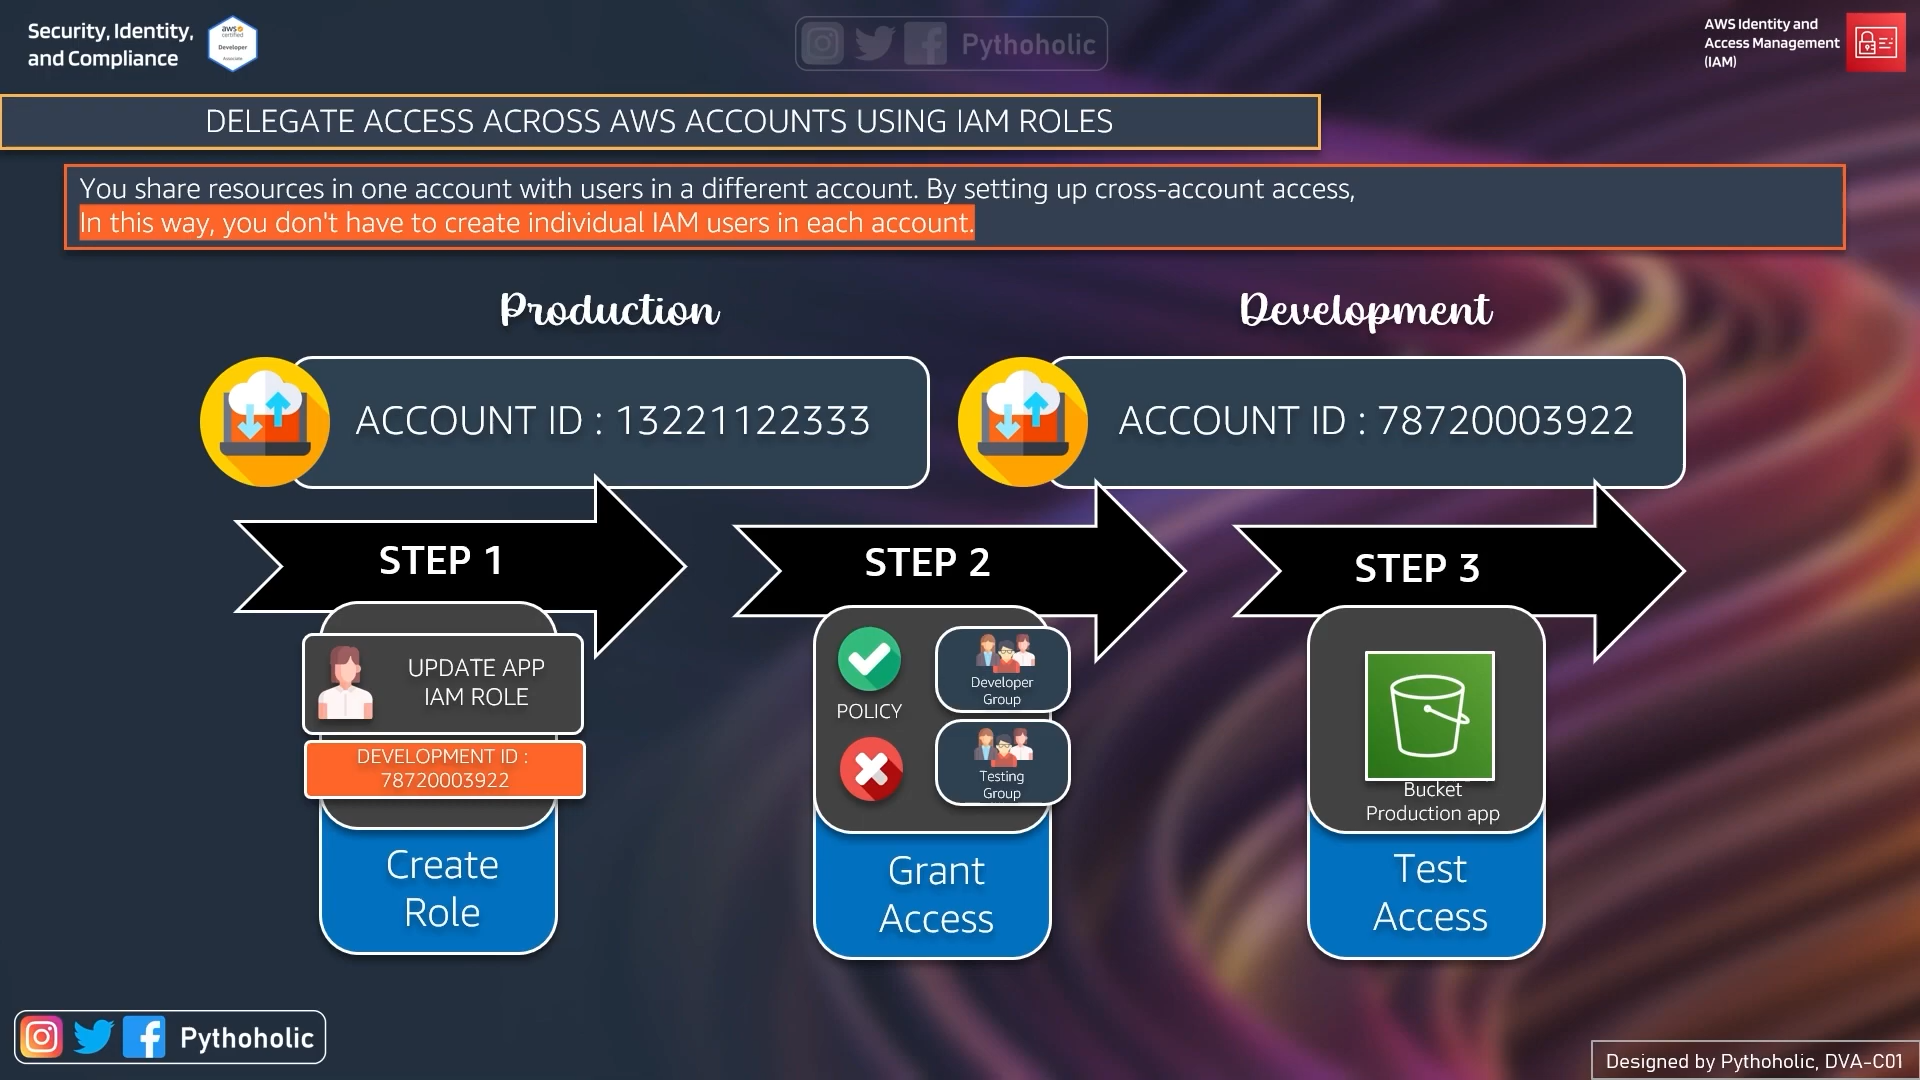 Security, Identity,
and Compliance
aws
certified
Developer
Associate
Pythoholic
AWS Identity and
Access Management
(IAM)
DELEGATE ACCESS ACROSS AWS ACCOUNTS USING IAM ROLES
You share resources in one account with users in a different account. By setting up cross-account access,
In this way, you don't have to create individual IAM users in each account.
Production
Development
ACCOUNT ID : 13221122333
ACCOUNT ID : 78720003922
STEP 1
STEP 2
STEP 3
UPDATE APP
IAM ROLE
DEVELOPMENT ID :
78720003922
Create
Role
POLICY
Developer
Group
Testing
Group
Grant
Access
Bucket
Production app
Test
Access
Pythoholic
Designed by Pythoholic, DVA-C01